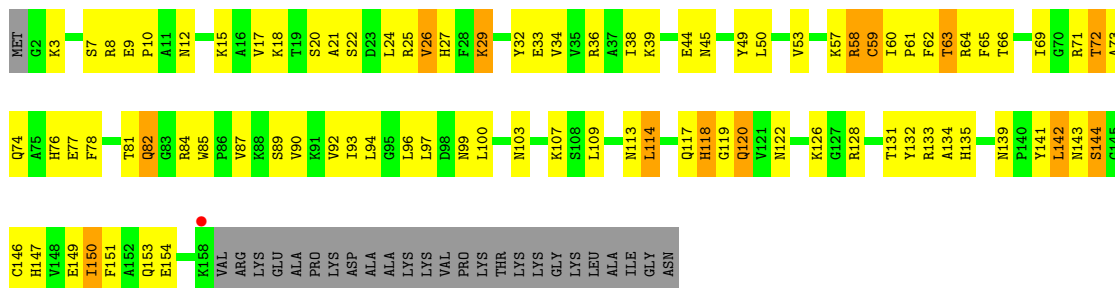 MET G2 K3 S7 R8 E9 P10 A11 N12 K15 A16 V17 K18 T19 S20 A21 S22 D23 L24 R25 V26 H27 F28 K29 Y32 E33 V34 V35 R36 A37 I38 K39 E44 N45 Y49 L50 V53 K57 R58 C59 I60 P61 F62 T63 R64 F65 T66 I69 G70 R71 T72 A73
Q74 A75 H76 E77 F78 T81 Q82 G83 R84 W85 P86 V87 K88 S89 V90 K91 V92 I93 L94 G95 L96 L97 D98 N99 L100 N103 K107 S108 L109 N113 L114 Q117 H118 G119 Q120 V121 N122 K126 G127 R128 T131 Y132 R133 A134 H135 N139 P140 Y141 L142 N143 S144 G145
C146 H147 V148 E149 I150 F151 A152 Q153 E154 K158 VAL ARG LYS GLU ALA PRO LYS ASP ALA ALA LYS LYS VAL PRO LYS THR LYS LYS GLY LYS LEU ALA ILE GLY ASN